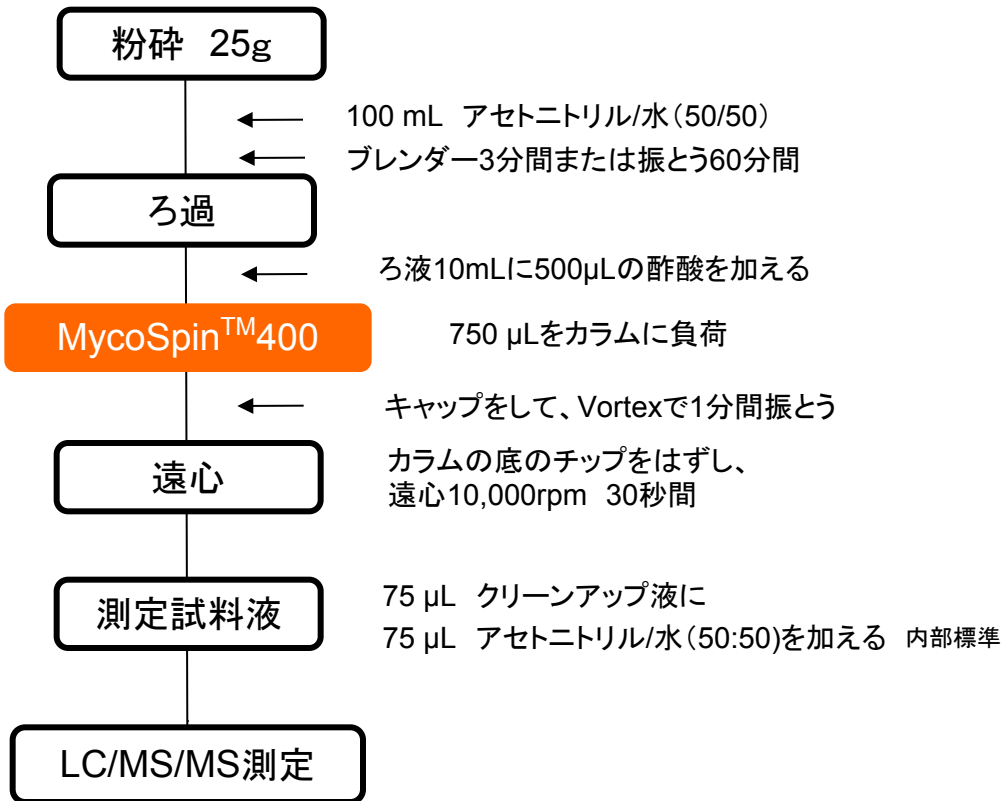 粉砕 25g
100 mL アセトニトリル/水（50/50）
ブレンダー3分間または振とう60分間
ろ過
ろ液10mLに500µLの酢酸を加える
MycoSpin™400
750 µLをカラムに負荷
キャップをして、Vortexで1分間振とう
遠心
カラムの底のチップをはずし、
遠心10,000rpm 30秒間
測定試料液
75 µL クリーンアップ液に
75 µL アセトニトリル/水（50:50)を加える 内部標準
LC/MS/MS測定